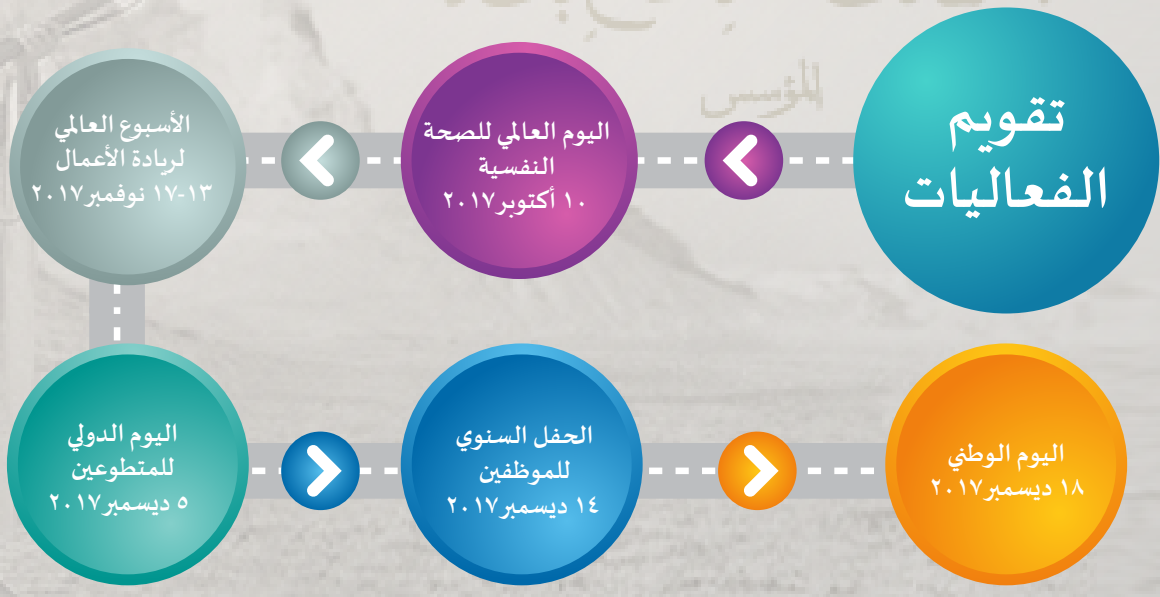 تقويم
الفعاليات
اليوم العالمي للصحة
النفسية
١٠ أكتوبر٢٠١٧
الأسبوع العالمي
لريادة الأعمال
١٣-١٧ نوفمبر٢٠١٧
اليوم الدولي
للمتطوعين
٥ ديسمبر٢٠١٧
الحفل السنوي
للموظفين
١٤ ديسمبر٢٠١٧
اليوم الوطني
١٨ ديسمبر٢٠١٧
للمؤسس